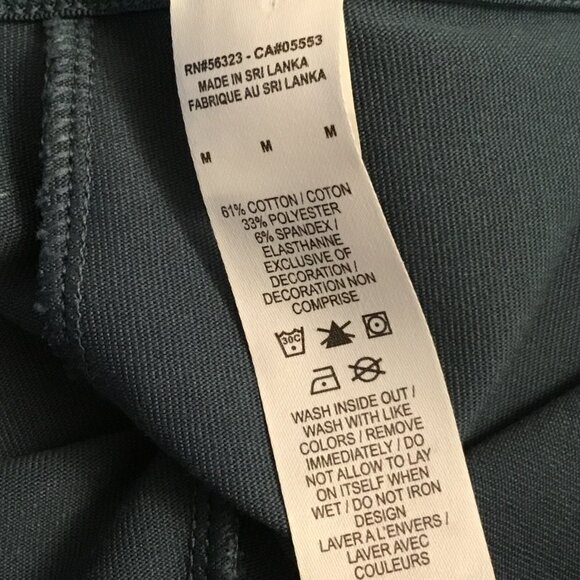 RN#56323 - CA#05553
MADE IN SRI LANKA
FABRIQUE AU SRI LANKA
M M M
61% COTTON / COTON
33% POLYESTER
6% SPANDEX /
ELASTHANNE
EXCLUSIVE OF
DECORATION /
DECORATION NON
COMPRISE
30C
WASH INSIDE OUT /
WASH WITH LIKE
COLORS / REMOVE
IMMEDIATELY / DO
NOT ALLOW TO LAY
ON ITSELF WHEN
WET / DO NOT IRON
DESIGN
LAVER À L'ENVERS /
LAVER AVEC
COULEURS